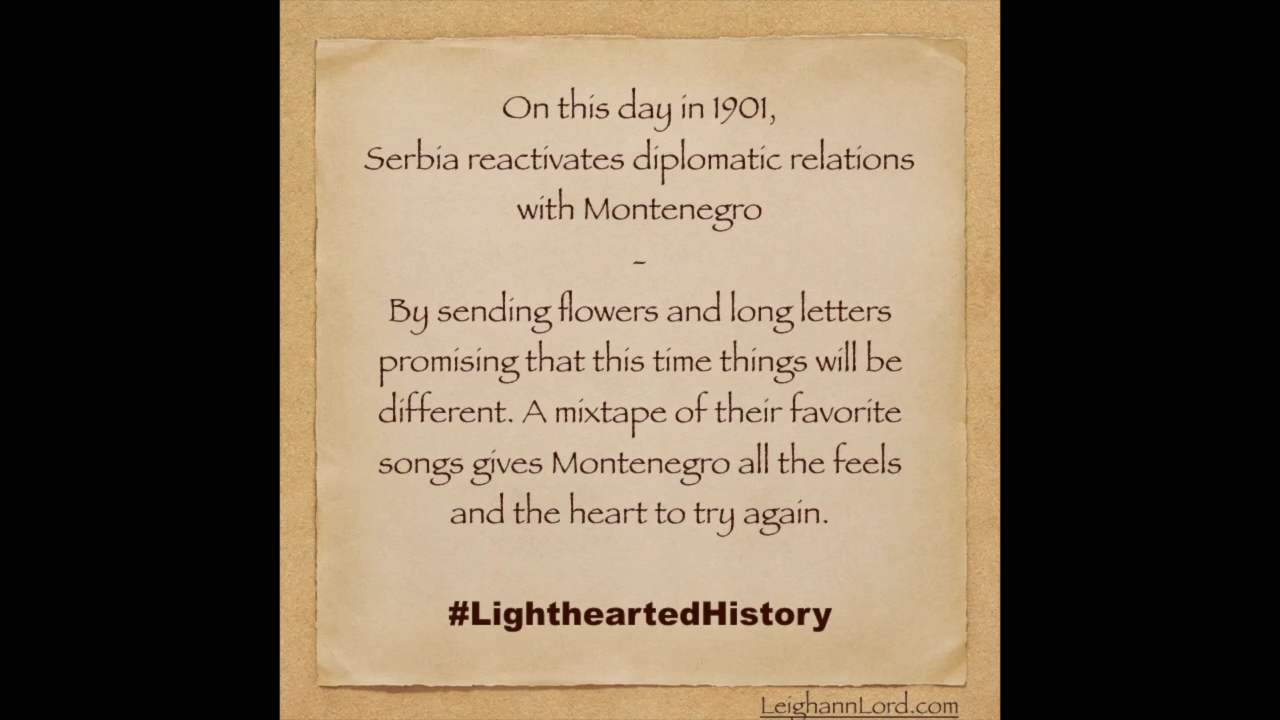 On this day in 1901,
Serbia reactivates diplomatic relations
with Montenegro
-
By sending flowers and long letters
promising that this time things will be
different. A mixtape of their favorite
songs gives Montenegro all the feels
and the heart to try again.
#LightheartedHistory
LeighannLord.com